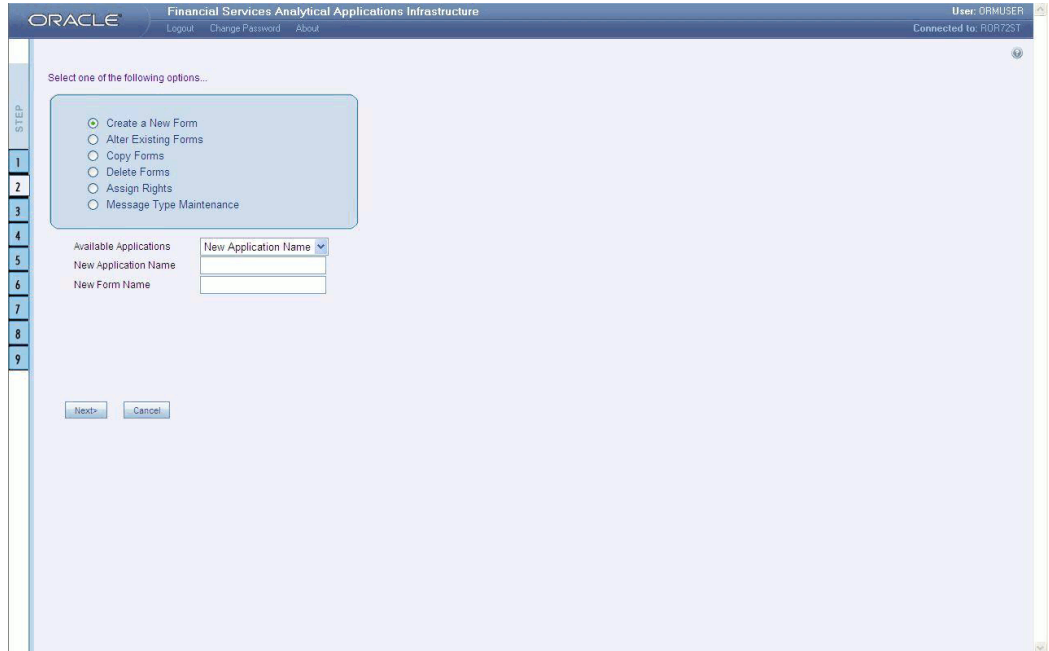 ORACLE
Financial Services Analytical Applications Infrastructure
User: ORMUSER
Logout Change Password About
Connected to: ROR72ST
Select one of the following options...
STEP
Create a New Form
Alter Existing Forms
Copy Forms
Delete Forms
Assign Rights
Message Type Maintenance
1
2
3
4
5
6
7
8
9
Available Applications New Application Name
New Application Name
New Form Name
Next> Cancel